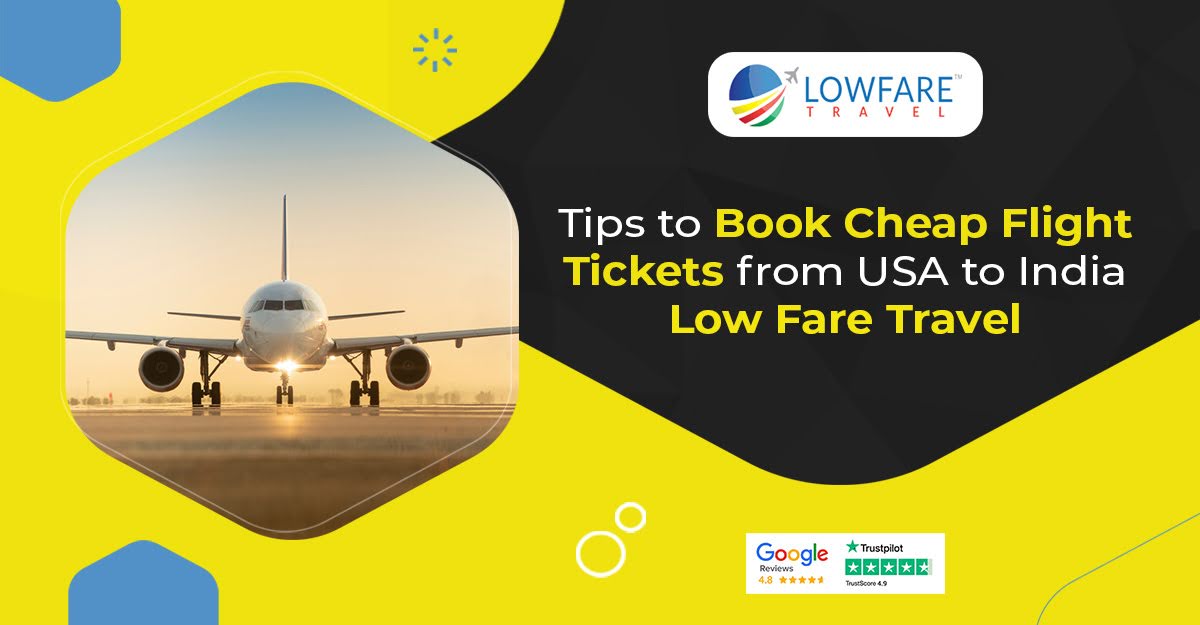 LOWFARE™
TRAVEL
Tips to Book Cheap Flight
Tickets from USA to India
Low Fare Travel
Google
Reviews
4.8
Trustpilot
TrustScore 4.9